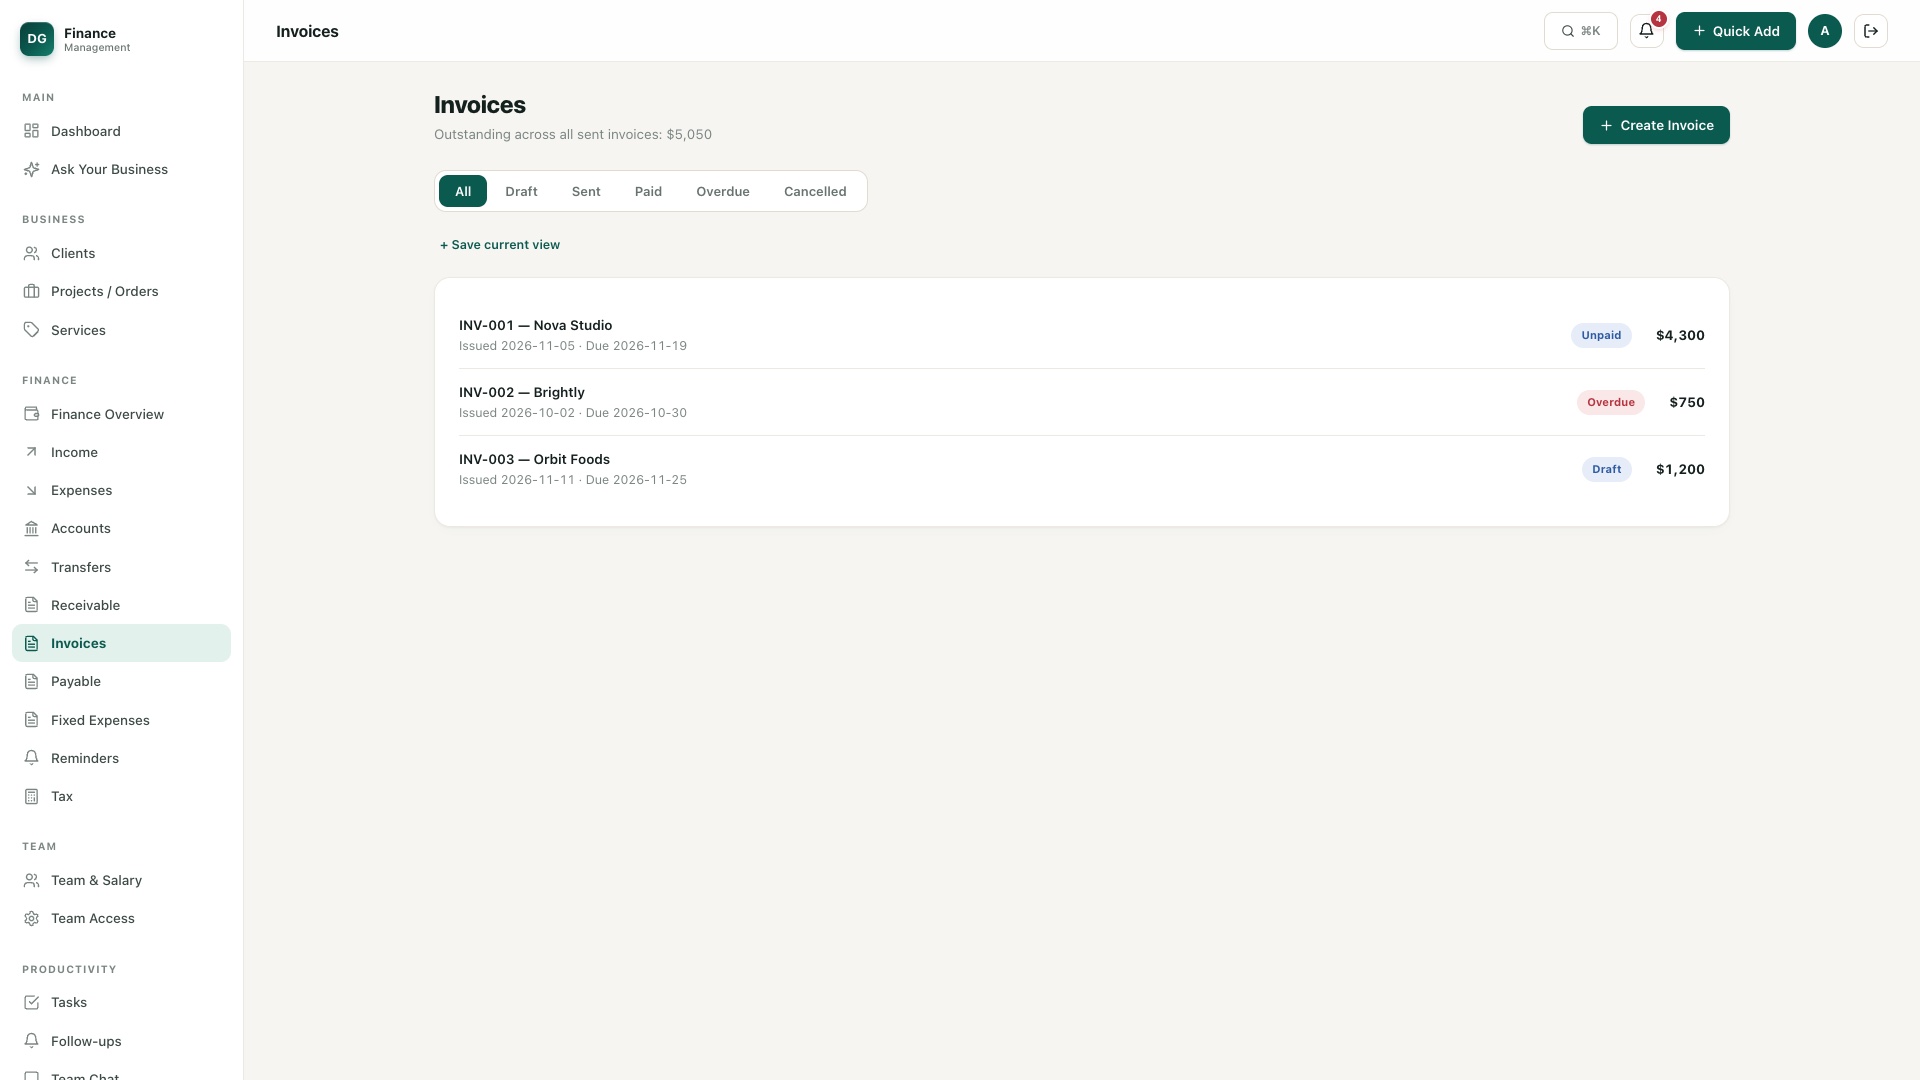 DG
Finance
Management
MAIN
Dashboard
Ask Your Business
BUSINESS
Clients
Projects / Orders
Services
FINANCE
Finance Overview
Income
Expenses
Accounts
Transfers
Receivable
Invoices
Payable
Fixed Expenses
Reminders
Tax
TEAM
Team & Salary
Team Access
PRODUCTIVITY
Tasks
Follow-ups
Team Chat
Invoices
⌘K
4
+ Quick Add
A
Invoices
Outstanding across all sent invoices: $5,050
+ Create Invoice
All Draft Sent Paid Overdue Cancelled
+ Save current view
INV-001 — Nova Studio
Issued 2026-11-05 · Due 2026-11-19
Unpaid $4,300
INV-002 — Brightly
Issued 2026-10-02 · Due 2026-10-30
Overdue $750
INV-003 — Orbit Foods
Issued 2026-11-11 · Due 2026-11-25
Draft $1,200